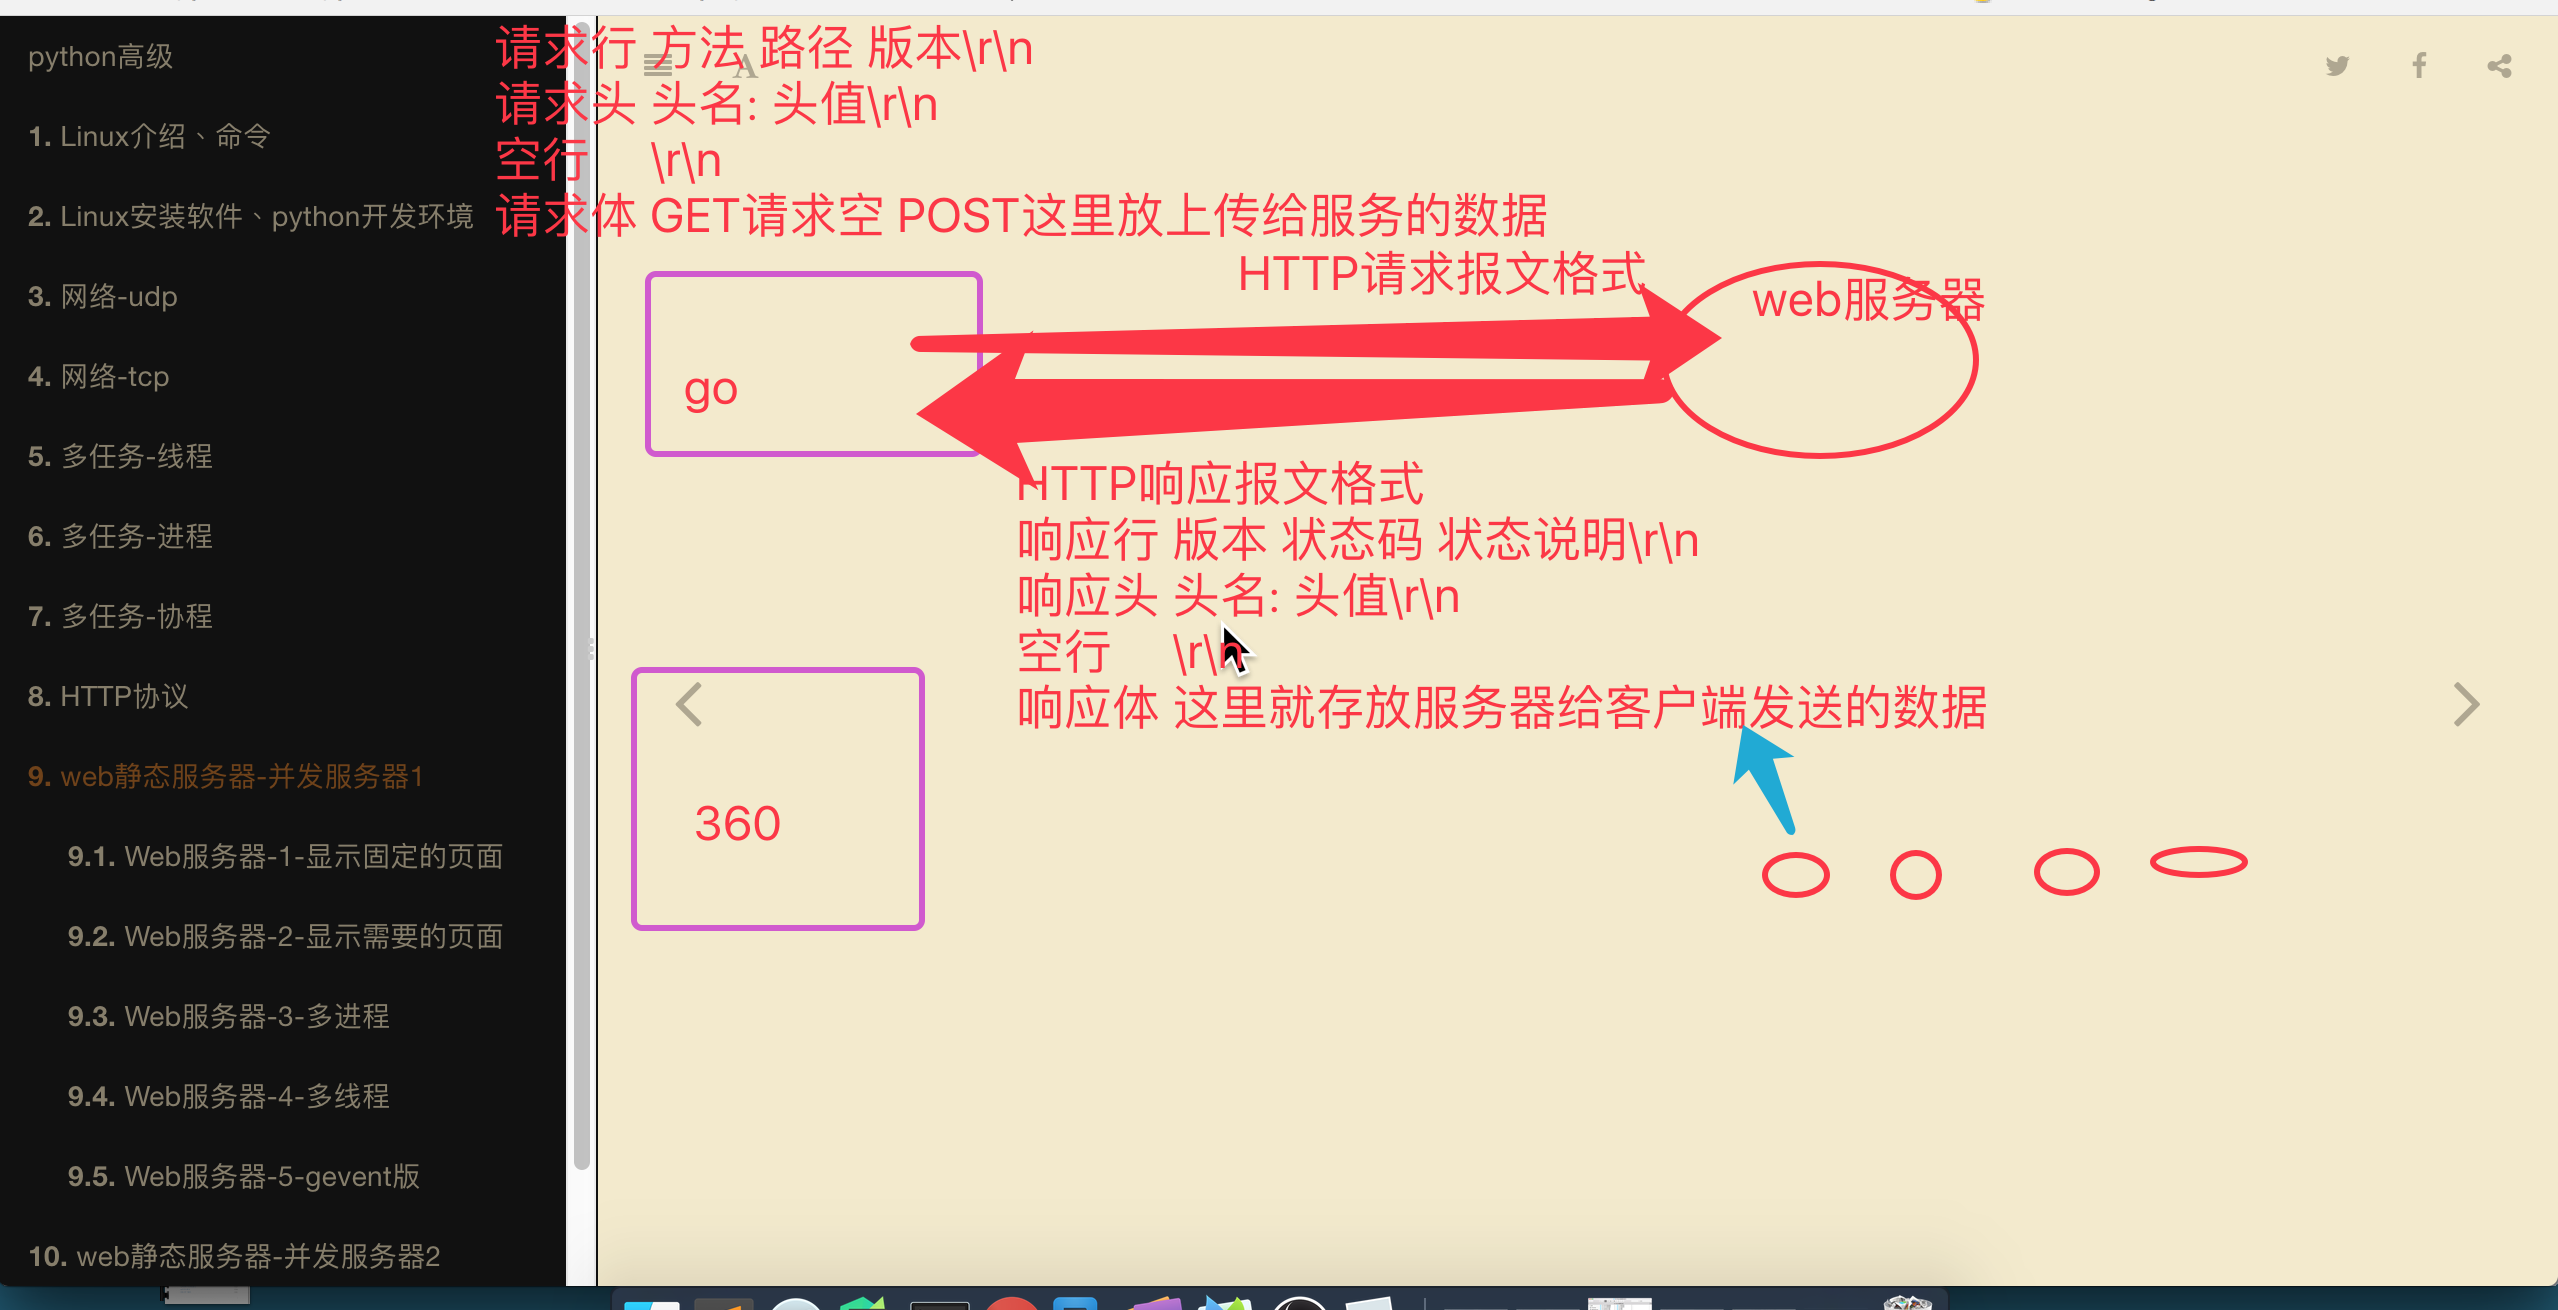 python高级
1. Linux介绍、命令
2. Linux安装软件、python开发环境
3. 网络-udp
4. 网络-tcp
5. 多任务-线程
6. 多任务-进程
7. 多任务-协程
8. HTTP协议
9. web静态服务器-并发服务器1
9.1. Web服务器-1-显示固定的页面
9.2. Web服务器-2-显示需要的页面
9.3. Web服务器-3-多进程
9.4. Web服务器-4-多线程
9.5. Web服务器-5-gevent版
10. web静态服务器-并发服务器2
请求行 方法 路径 版本\r\n
请求头 头名: 头值\r\n
空行 \r\n
请求体 GET请求空 POST这里放上传给服务的数据
HTTP请求报文格式
web服务器
go
HTTP响应报文格式
响应行 版本 状态码 状态说明\r\n
响应头 头名: 头值\r\n
空行 \r\n
响应体 这里就存放服务器给客户端发送的数据
360
A